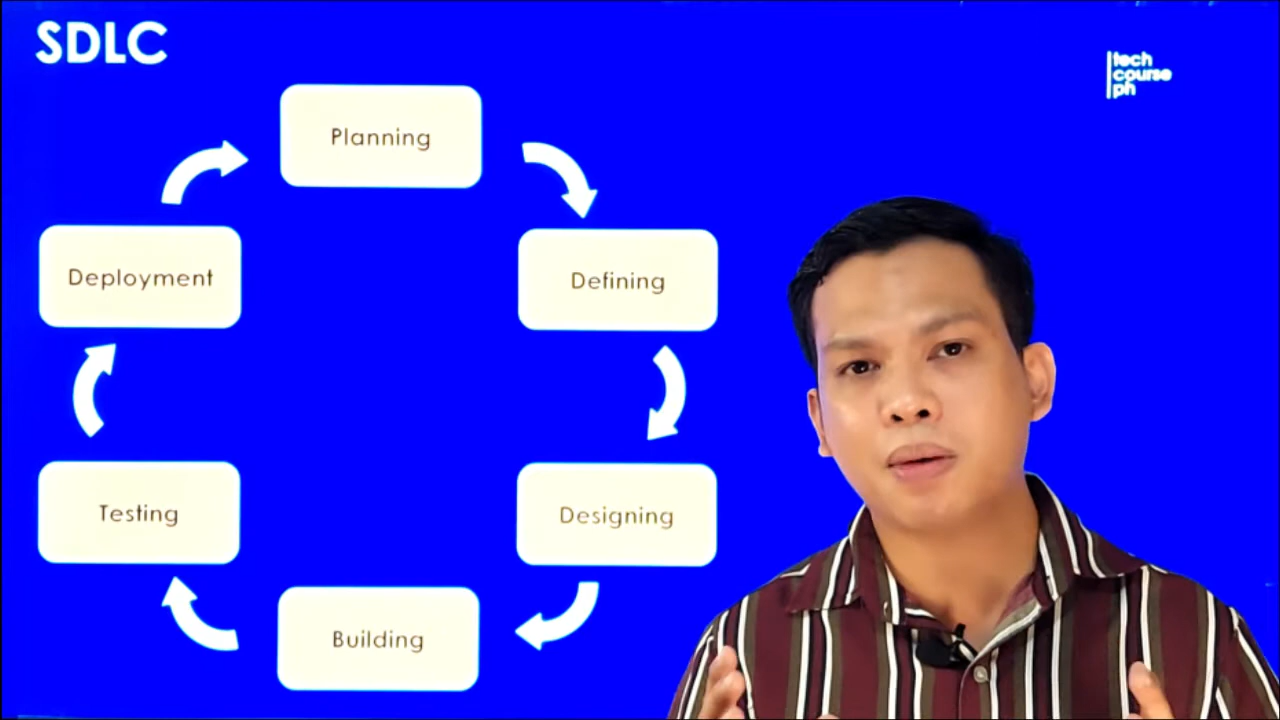 SDLC
tech
course
ph
Planning
Defining
Designing
Building
Testing
Deployment